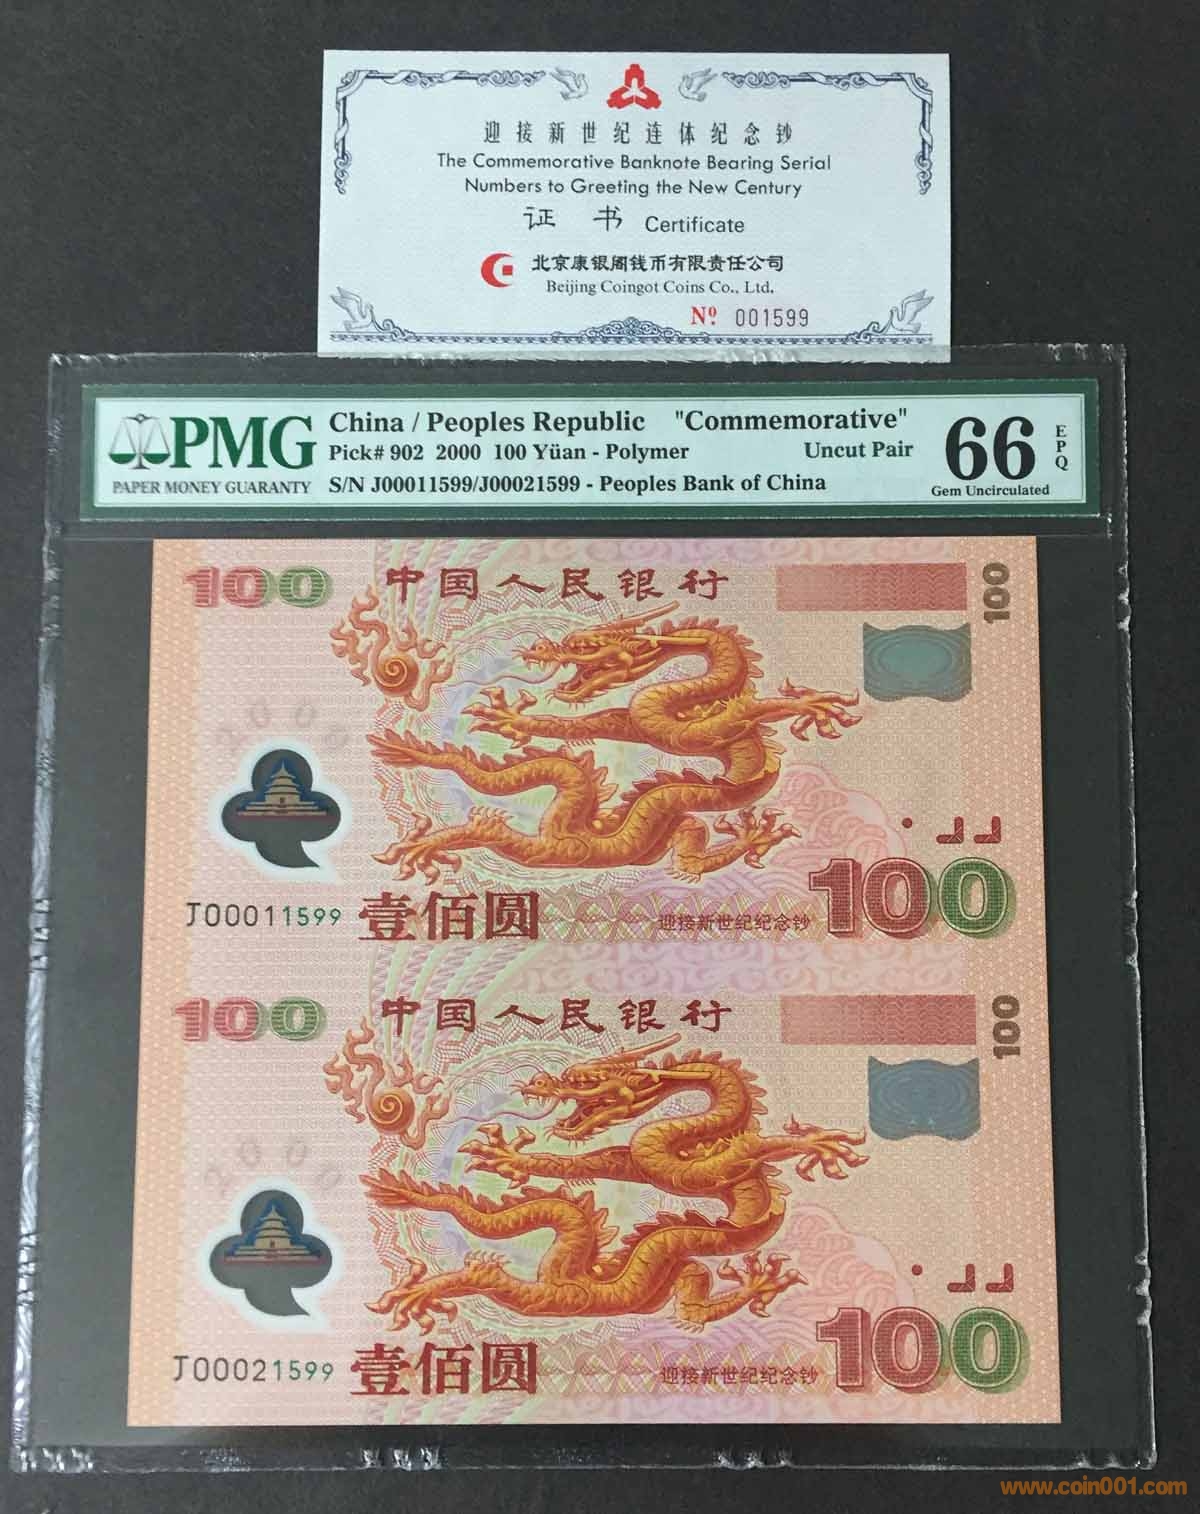 迎接新世纪连体纪念钞
The Commemorative Banknote Bearing Serial
Numbers to Greeting the New Century
证 书 Certificate
北京康银阁钱币有限责任公司
Beijing Coingot Coins Co., Ltd.
Nº 001599
PMG
PAPER MONEY GUARANTY
China / Peoples Republic "Commemorative"
Pick# 902 2000 100 Yüan - Polymer Uncut Pair
S/N J00011599/J00021599 - Peoples Bank of China
66 EPQ
Gem Uncirculated
100 中国人民银行 100
2000
J00011599 壹佰圆 迎接新世纪纪念钞 100
100 中国人民银行 100
2000
J00021599 壹佰圆 迎接新世纪纪念钞 100
www.coin001.com